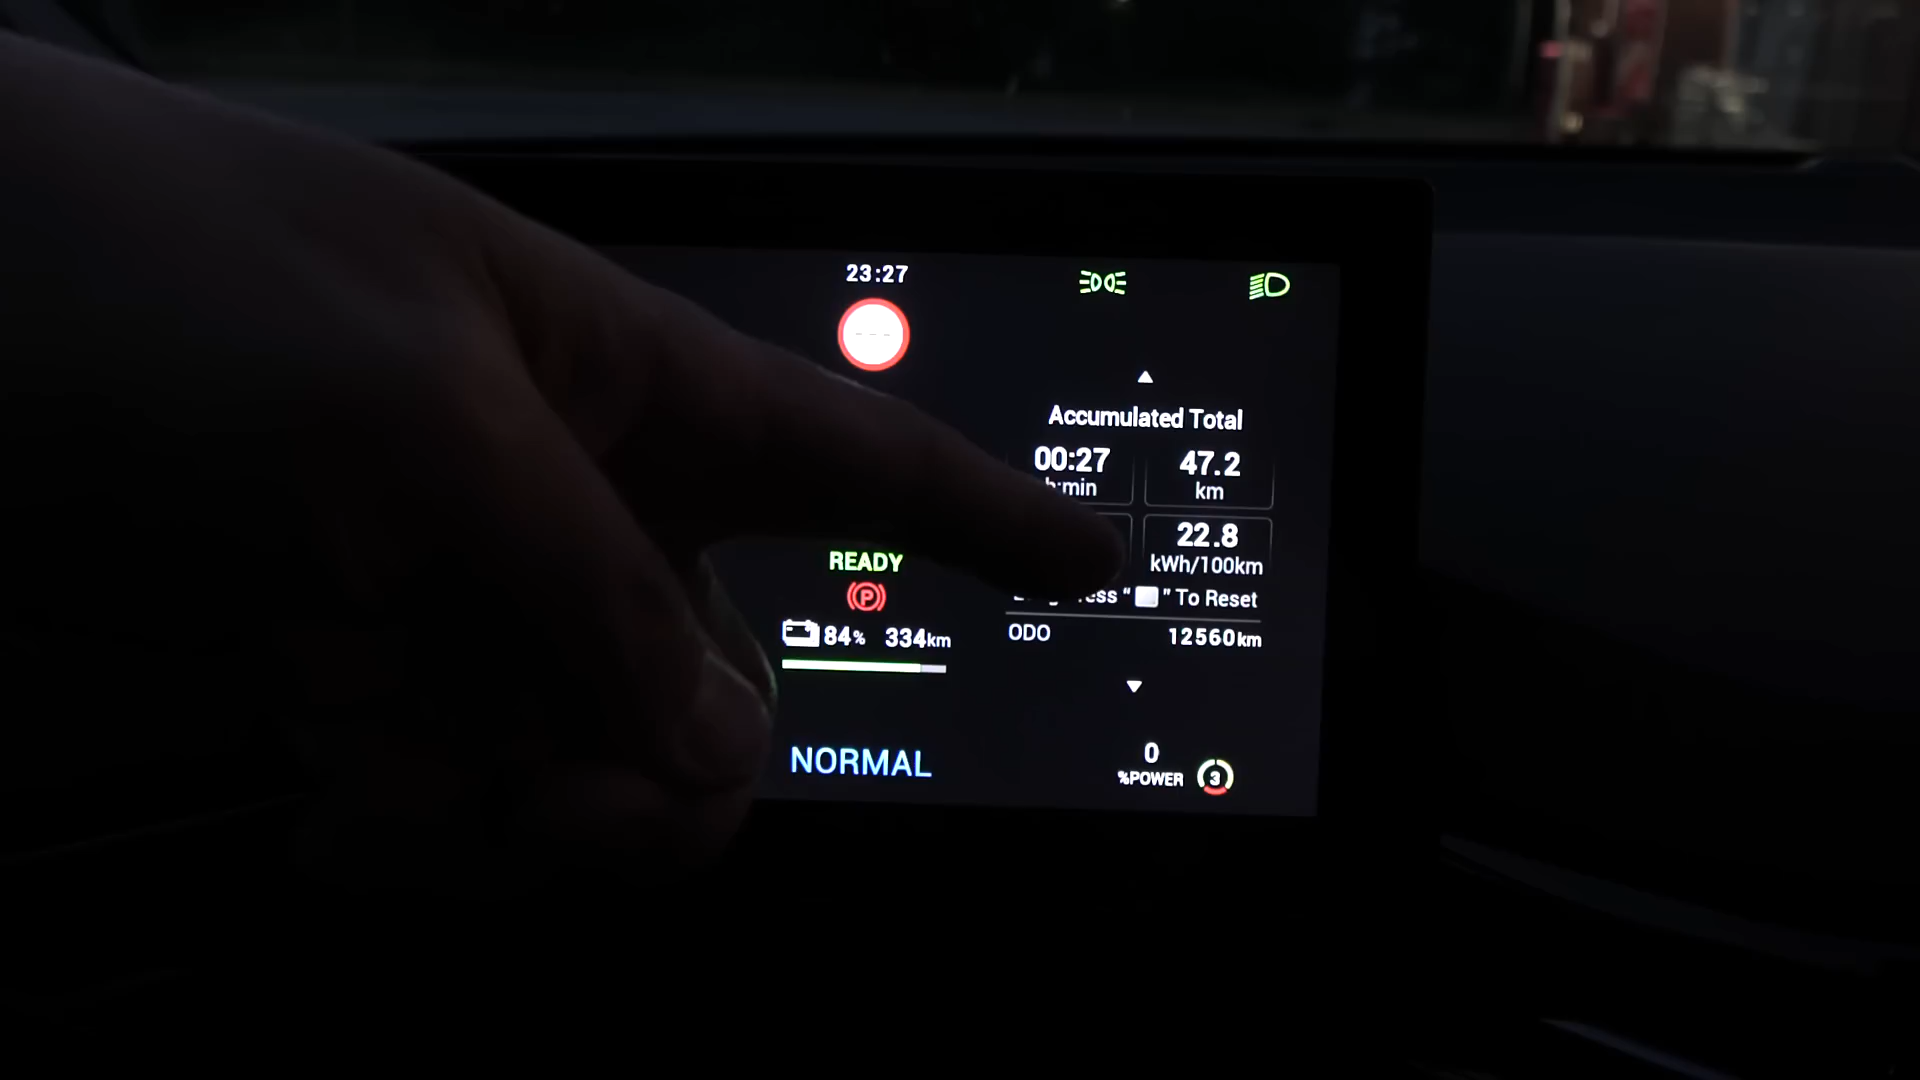 23:27
---
Accumulated Total
00:27 47.2
h:min km
22.8
kWh/100km
" " To Reset
READY
P
84% 334km
ODO 12560km
NORMAL
0
%POWER 3